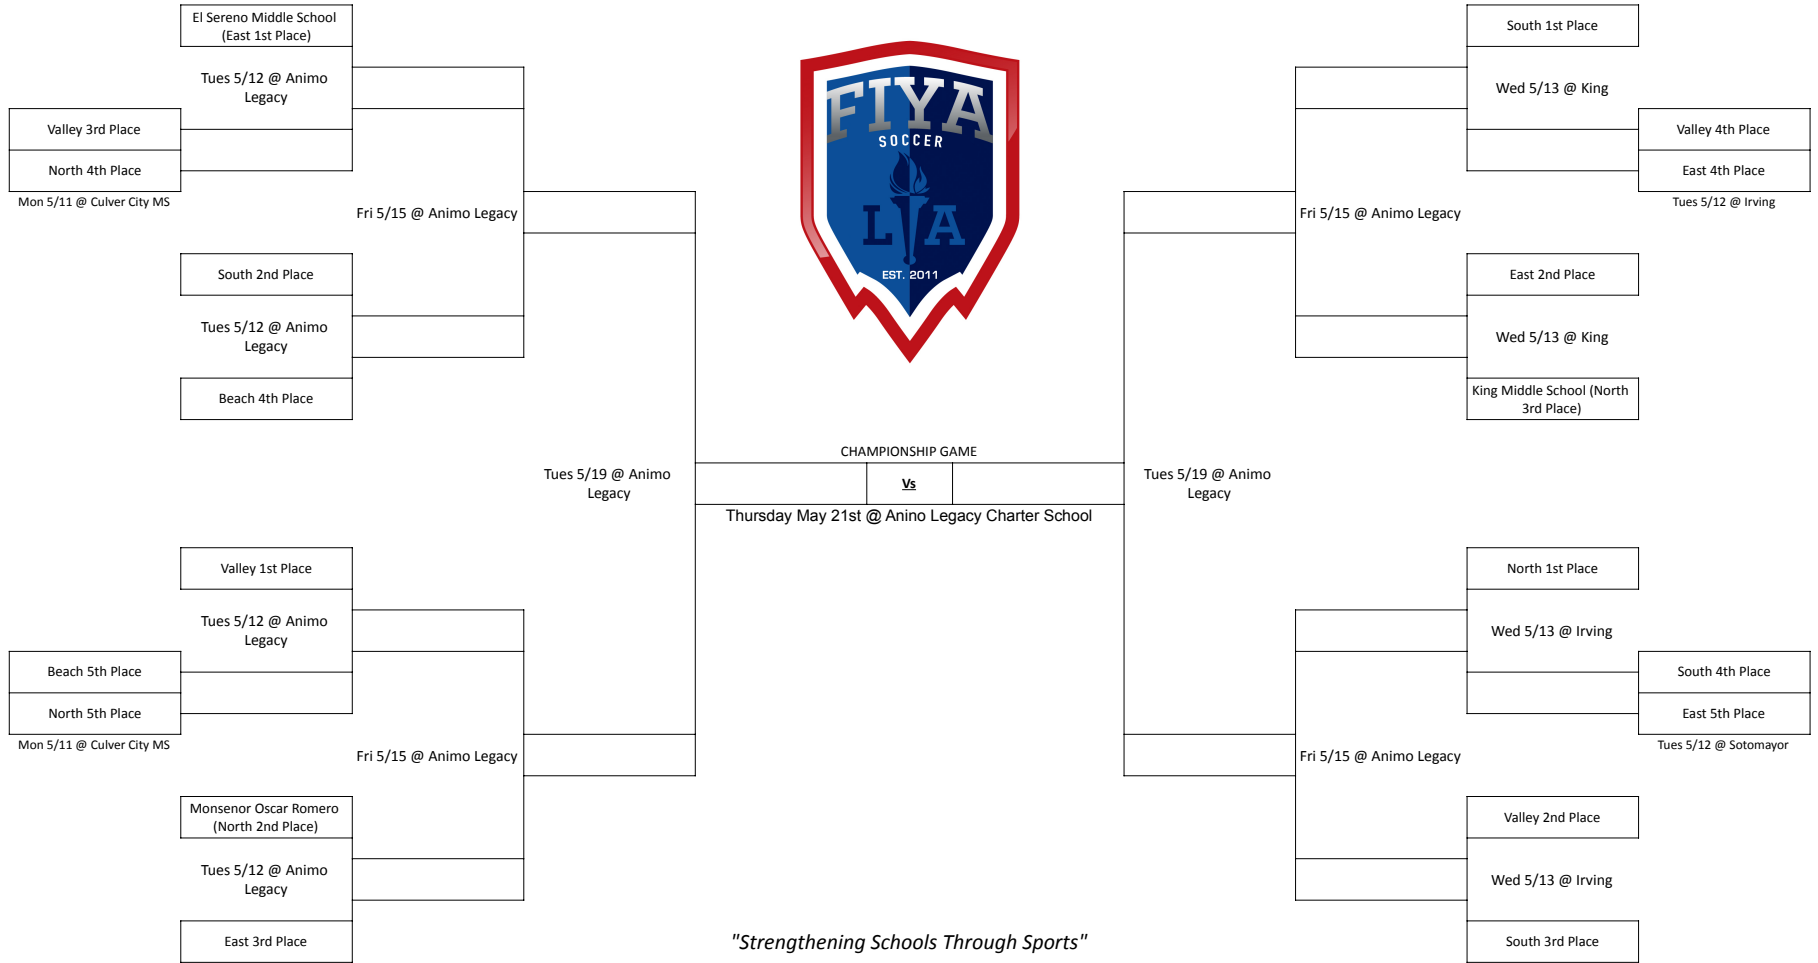 El Sereno Middle School
(East 1st Place)
Tues 5/12 @ Animo
Legacy
Valley 3rd Place
North 4th Place
Mon 5/11 @ Culver City MS
Fri 5/15 @ Animo Legacy
South 2nd Place
Tues 5/12 @ Animo
Legacy
Beach 4th Place
Tues 5/19 @ Animo
Legacy
Valley 1st Place
Tues 5/12 @ Animo
Legacy
Beach 5th Place
North 5th Place
Mon 5/11 @ Culver City MS
Fri 5/15 @ Animo Legacy
Monsenor Oscar Romero
(North 2nd Place)
Tues 5/12 @ Animo
Legacy
East 3rd Place
FIYA
SOCCER
LA
EST. 2011
CHAMPIONSHIP GAME
Vs
Thursday May 21st @ Anino Legacy Charter School
"Strengthening Schools Through Sports"
South 1st Place
Wed 5/13 @ King
Valley 4th Place
East 4th Place
Tues 5/12 @ Irving
Fri 5/15 @ Animo Legacy
East 2nd Place
Wed 5/13 @ King
King Middle School (North
3rd Place)
Tues 5/19 @ Animo
Legacy
North 1st Place
Wed 5/13 @ Irving
South 4th Place
East 5th Place
Tues 5/12 @ Sotomayor
Fri 5/15 @ Animo Legacy
Valley 2nd Place
Wed 5/13 @ Irving
South 3rd Place